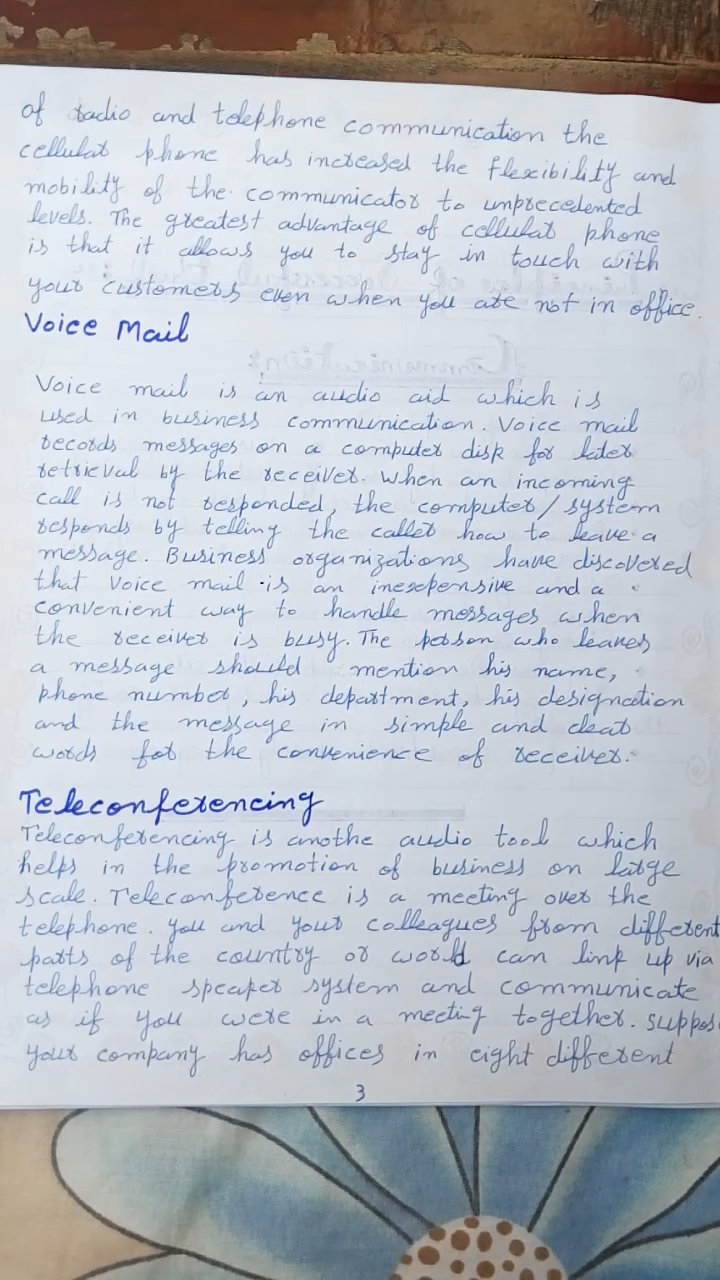 of radio and telephone communication the
cellular phone has increased the flexibility and
mobility of the communicator to unprecedented
levels. The greatest advantage of cellular phone
is that it allows you to stay in touch with
your customers even when you are not in office.
Voice Mail
Voice mail is an audio aid which is
used in business communication. Voice mail
records messages on a computer disk for later
retrieval by the receiver. When an incoming
call is not responded, the computer/system
responds by telling the caller how to leave a
message. Business organizations have discovered
that Voice mail is an inexepensive and a
convenient way to handle messages when
the receiver is busy. The person who leaves
a message should mention his name,
phone number, his department, his designation
and the message in simple and clear
words for the convenience of receiver.
Teleconferencing
Teleconferencing is anothe audio tool which
helps in the promotion of business on large
scale. Teleconference is a meeting over the
telephone. You and your colleagues from different
parts of the country or world can link up via
telephone speaker system and communicate
as if you were in a meeting together. suppos
your company has offices in eight different
3